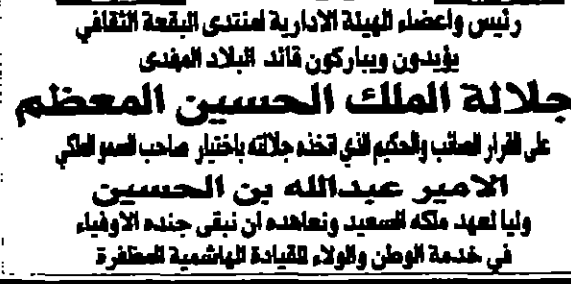 رئيس واعضاء الهيئة الادارية لمنتدى البقعة الثقافي
يؤيدون ويباركون قائد البلاد المفدى
جلالة الملك الحسين المعظم
على القرار الصائب والحكيم الذي اتخذه جلالته باختيار صاحب السمو الملكي
الامير عبدالله بن الحسين
وليا لعهد ملكه السعيد ونعاهده ان نبقى جنده الاوفياء
في خدمة الوطن والولاء للقيادة الهاشمية المظفرة